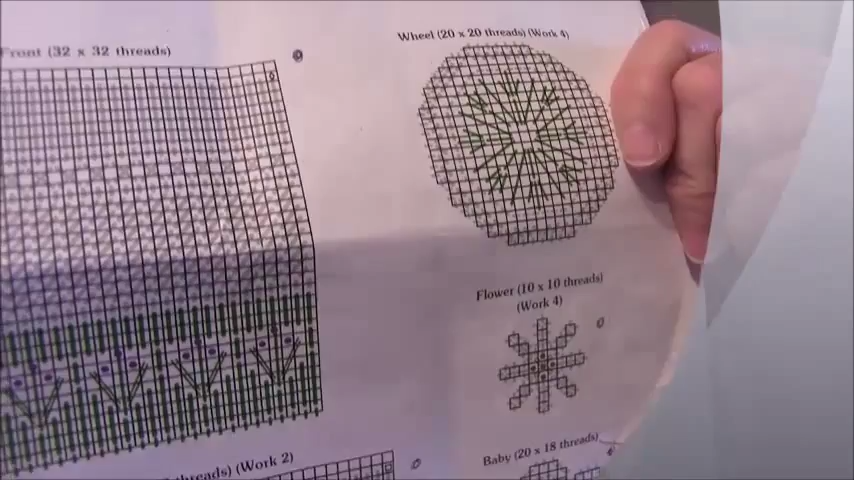 Front (32 x 32 threads)
Wheel (20 x 20 threads) (Work 4)
Flower (10 x 10 threads)
(Work 4)
threads) (Work 2)
Baby (20 x 18 threads)